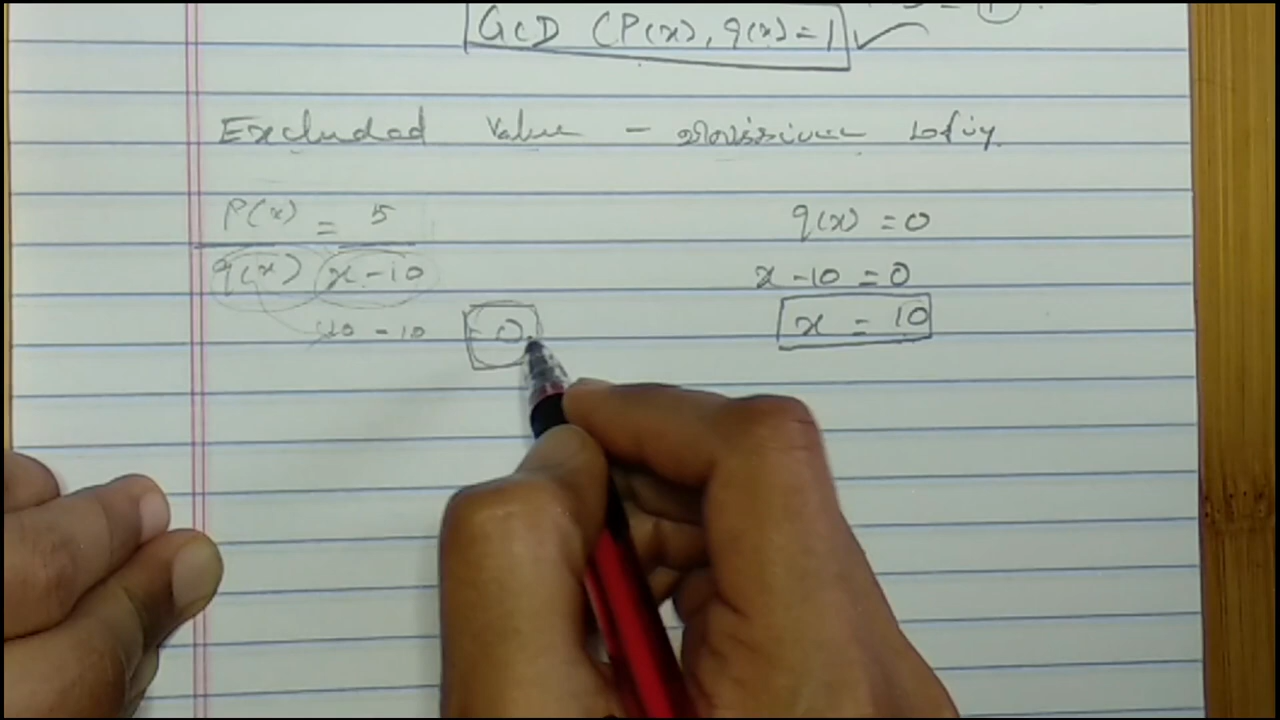 GCD (P(x), q(x) = 1
Excluded Value -
P(x) = 5
q(x) x-10
10 - 10 = 0
q(x) = 0
x - 10 = 0
x = 10